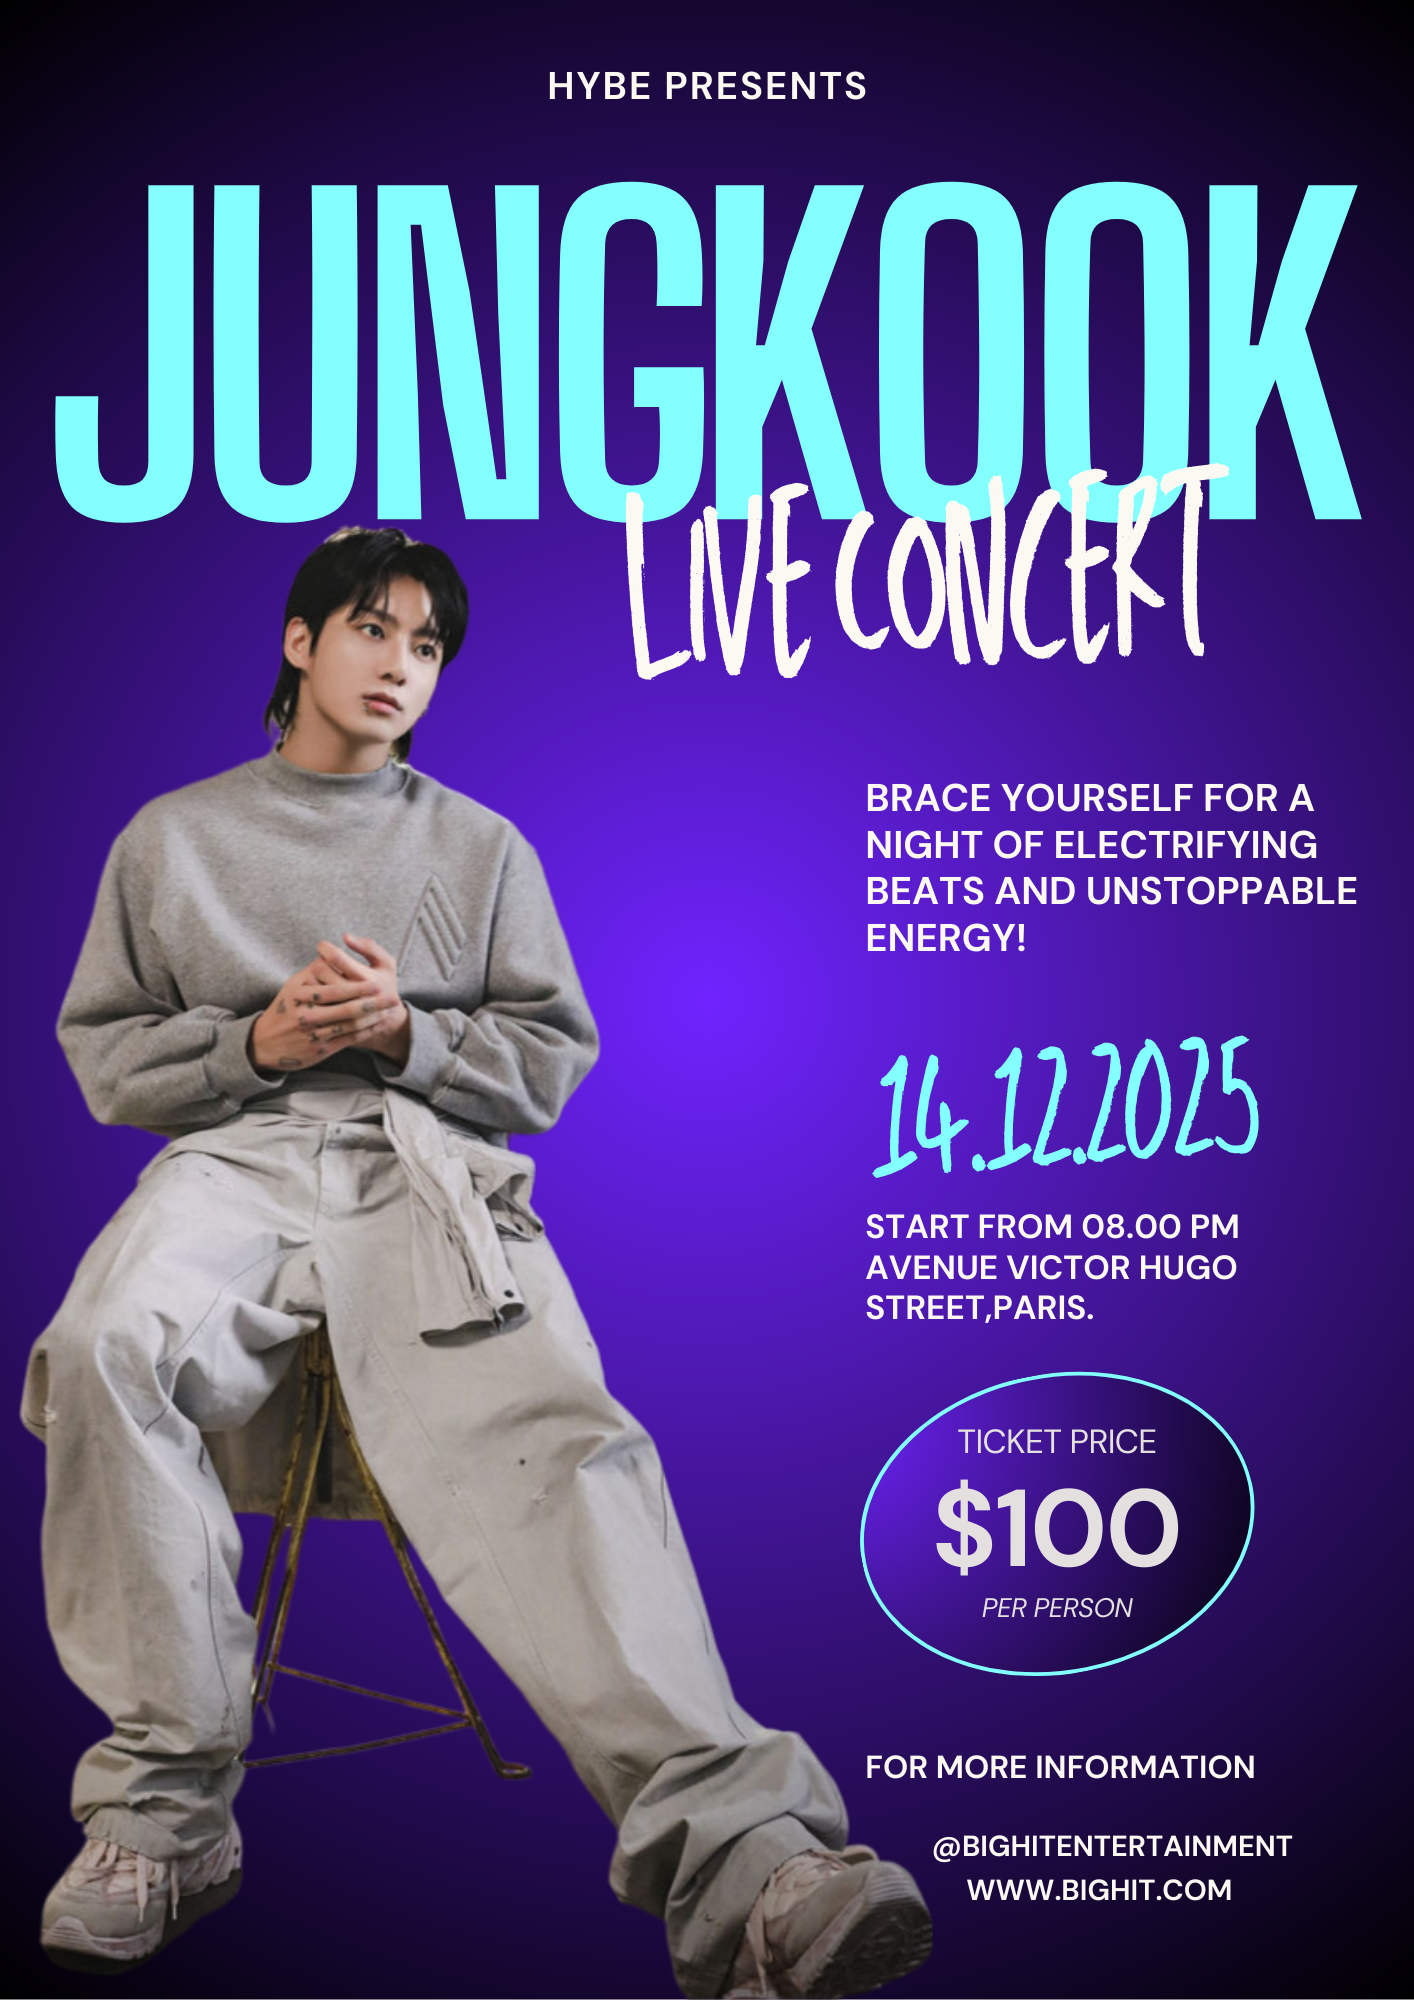 HYBE PRESENTS
JUNGKOOK
LIVE CONCERT
BRACE YOURSELF FOR A
NIGHT OF ELECTRIFYING
BEATS AND UNSTOPPABLE
ENERGY!
14.12.2025
START FROM 08.00 PM
AVENUE VICTOR HUGO
STREET,PARIS.
TICKET PRICE
$100
PER PERSON
FOR MORE INFORMATION
@BIGHITENTERTAINMENT
WWW.BIGHIT.COM